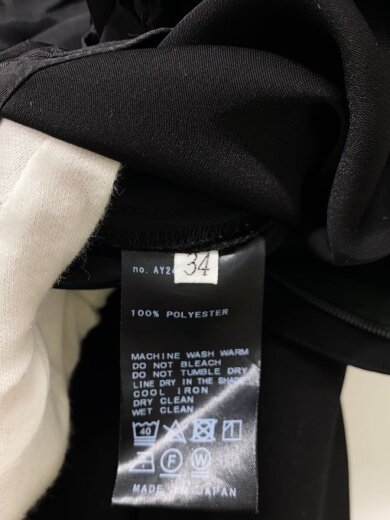 no. AY24
34
100% POLYESTER
MACHINE WASH WARM
DO NOT BLEACH
DO NOT TUMBLE DRY
LINE DRY IN THE SHADE
COOL IRON
DRY CLEAN
WET CLEAN
40
F W
MADE IN JAPAN